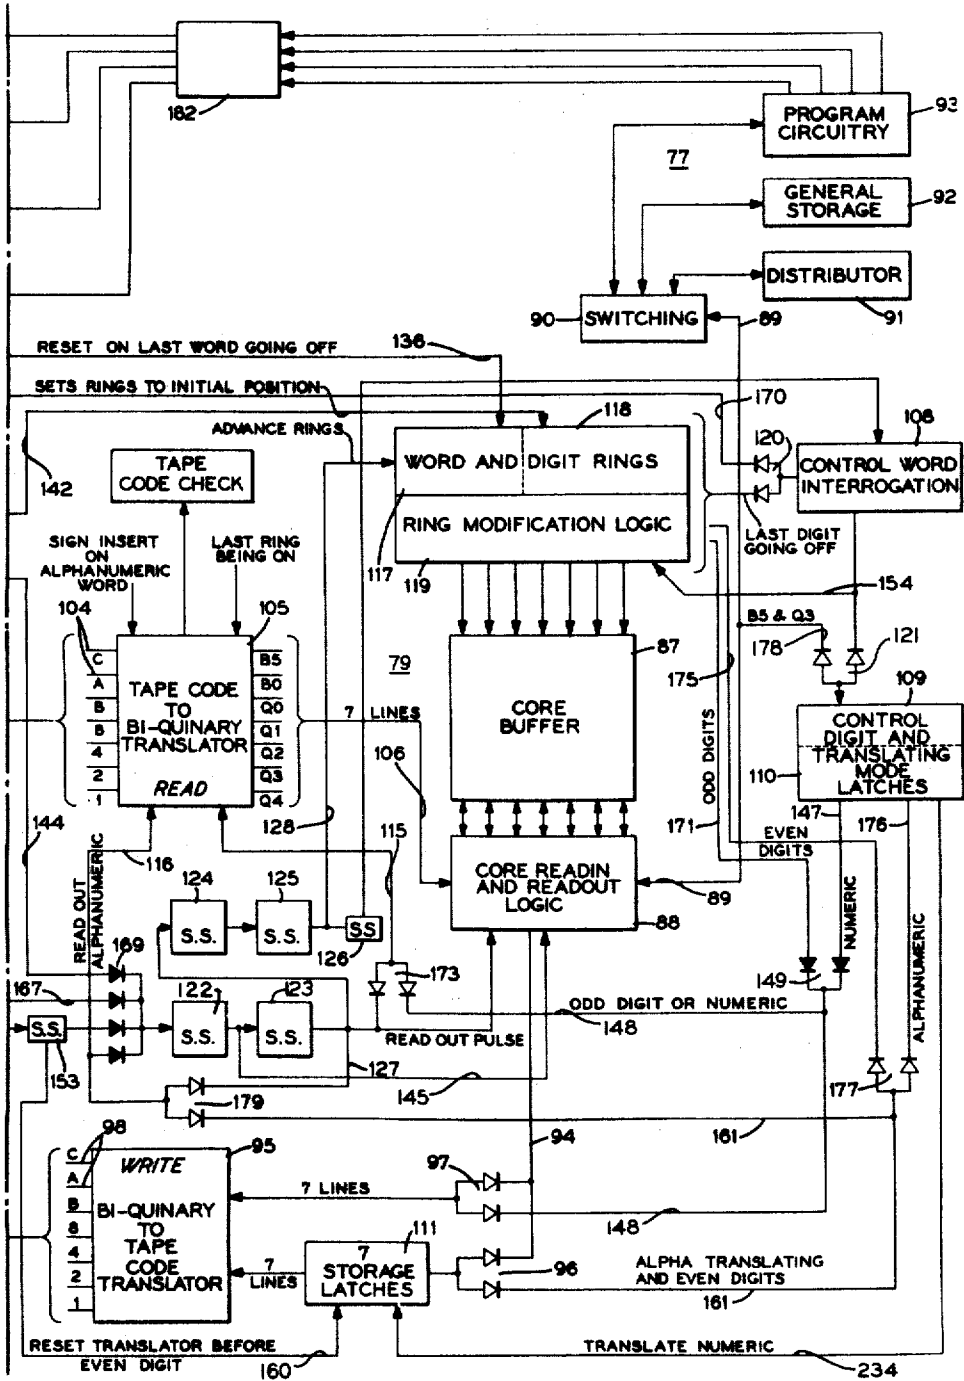 182
PROGRAM
CIRCUITRY
93
77
GENERAL
STORAGE
92
DISTRIBUTOR
91
90
SWITCHING
89
RESET ON LAST WORD GOING OFF
136
SETS RINGS TO INITIAL POSITION
170
118
ADVANCE RINGS
120
108
142
TAPE
CODE CHECK
WORD AND DIGIT RINGS
CONTROL WORD
INTERROGATION
RING MODIFICATION LOGIC
117
119
LAST DIGIT
GOING OFF
SIGN INSERT
ON
ALPHANUMERIC
WORD
LAST RING
BEING ON
154
104
105
B5 & Q3
178
121
C
A
B
8
4
2
1
TAPE CODE
TO
BI-QUINARY
TRANSLATOR
READ
B5
B0
Q0
Q1
Q2
Q3
Q4
79
87
175
109
7 LINES
CORE
BUFFER
CONTROL
DIGIT AND
TRANSLATING
MODE
LATCHES
110
106
ODD DIGITS
128
171
147
176
144
116
115
EVEN
DIGITS
READ OUT
ALPHANUMERIC
124
125
CORE READIN
AND READOUT
LOGIC
89
88
S.S.
S.S.
S.S
126
NUMERIC
ALPHANUMERIC
169
173
149
167
122
123
ODD DIGIT OR NUMERIC
148
S.S.
153
S.S.
S.S.
READ OUT PULSE
127
145
177
179
161
94
98
95
C
A
B
8
4
2
1
WRITE
BI-QUINARY
TO
TAPE
CODE
TRANSLATOR
97
7 LINES
148
111
7
STORAGE
LATCHES
7
LINES
96
ALPHA TRANSLATING
AND EVEN DIGITS
161
RESET TRANSLATOR BEFORE
EVEN DIGIT
160
TRANSLATE NUMERIC
234